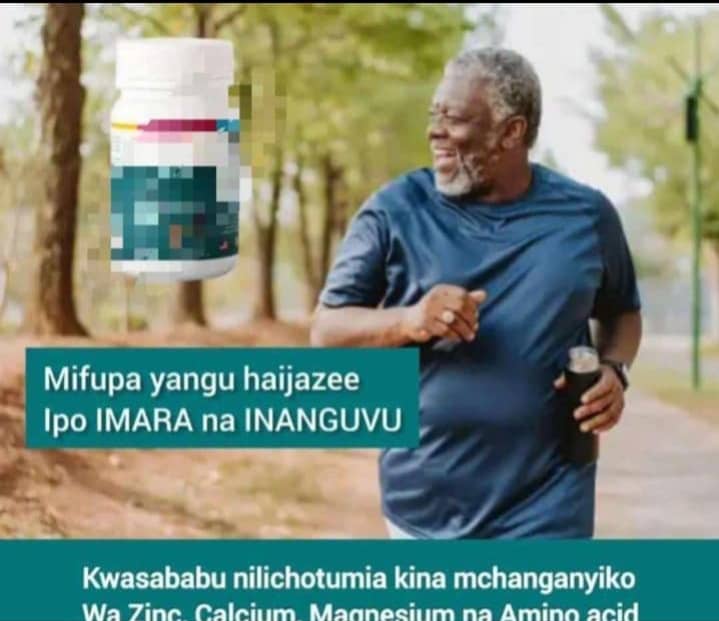 Mifupa yangu haijazee
Ipo IMARA na INANGUVU
Kwasababu nilichotumia kina mchanganyiko
Wa Zinc, Calcium, Magnesium na Amino acid